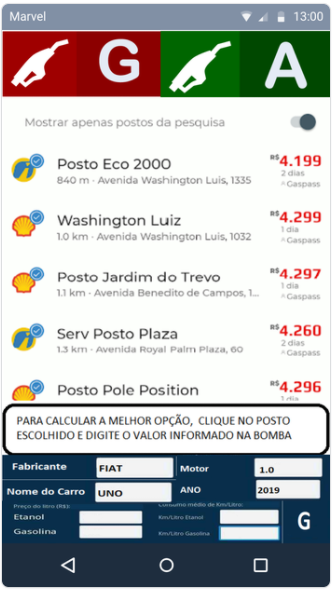 Marvel 13:00
G A
Mostrar apenas postos da pesquisa
Posto Eco 2000 R$4.199
840 m · Avenida Washington Luis, 1335 2 dias
^ Gaspass
Washington Luiz R$4.299
1.0 km · Avenida Washington Luis, 1032 1 dia
^ Gaspass
Posto Jardim do Trevo R$4.297
1.1 km · Avenida Benedito de Campos, 1... 1 dia
^ Gaspass
Serv Posto Plaza R$4.260
1.3 km · Avenida Royal Palm Plaza, 60 2 dias
^ Gaspass
Posto Pole Position R$4.296
PARA CALCULAR A MELHOR OPÇÃO, CLIQUE NO POSTO
ESCOLHIDO E DIGITE O VALOR INFORMADO NA BOMBA
Fabricante FIAT Motor 1.0
Nome do Carro UNO ANO 2019
Preço do litro (R$): Consumo médio de Km/Litro:
Etanol Km/Litro Etanol
Gasolina Km/Litro Gasolina
G